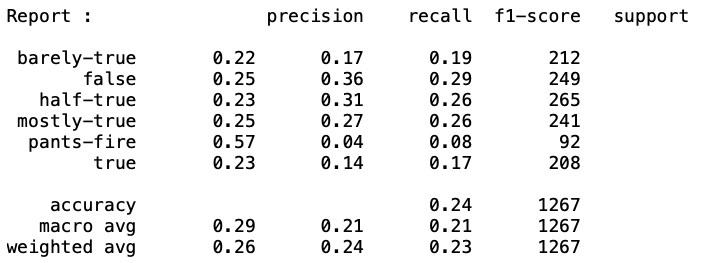 Report :               precision    recall  f1-score   support

 barely-true       0.22      0.17      0.19       212
       false       0.25      0.36      0.29       249
   half-true       0.23      0.31      0.26       265
 mostly-true       0.25      0.27      0.26       241
  pants-fire       0.57      0.04      0.08        92
        true       0.23      0.14      0.17       208

    accuracy                           0.24      1267
   macro avg       0.29      0.21      0.21      1267
weighted avg       0.26      0.24      0.23      1267